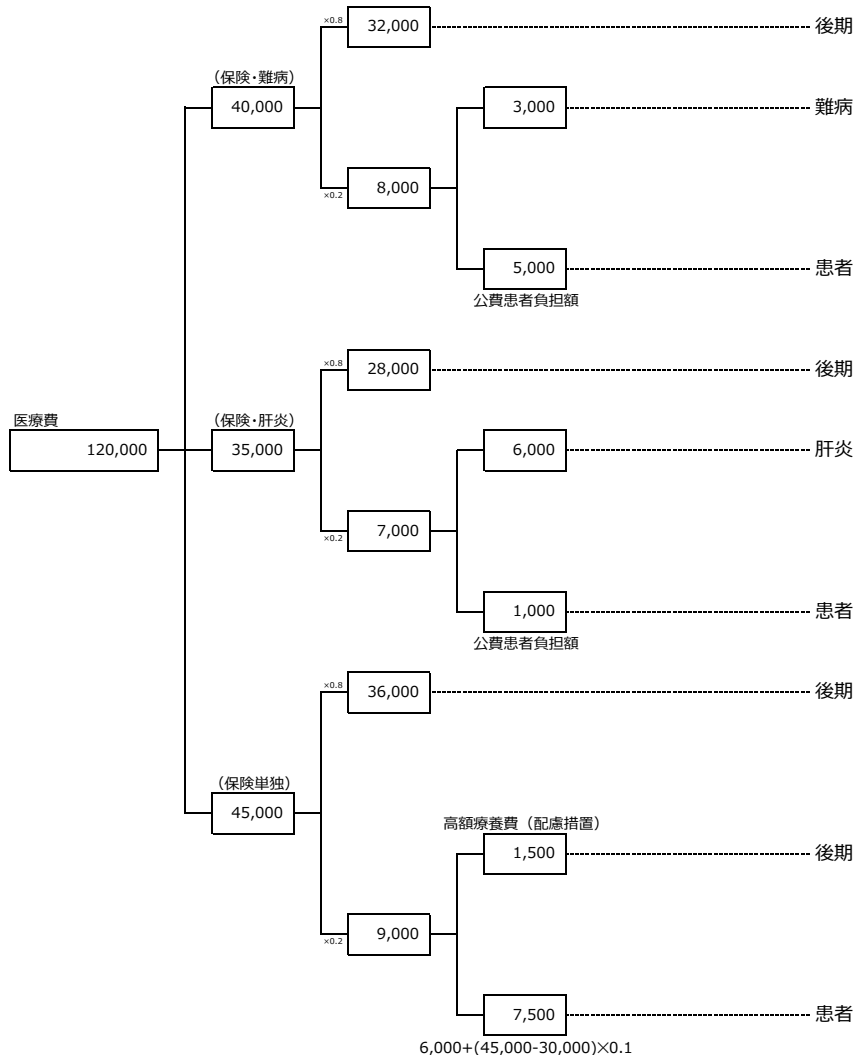 ×0.8
32,000
後期
(保険・難病)
40,000
3,000
難病
×0.2
8,000
5,000
患者
公費患者負担額
×0.8
28,000
後期
医療費
(保険・肝炎)
120,000
35,000
6,000
肝炎
×0.2
7,000
1,000
患者
公費患者負担額
×0.8
36,000
後期
(保険単独)
45,000
高額療養費（配慮措置）
1,500
後期
×0.2
9,000
7,500
患者
6,000+(45,000-30,000)×0.1